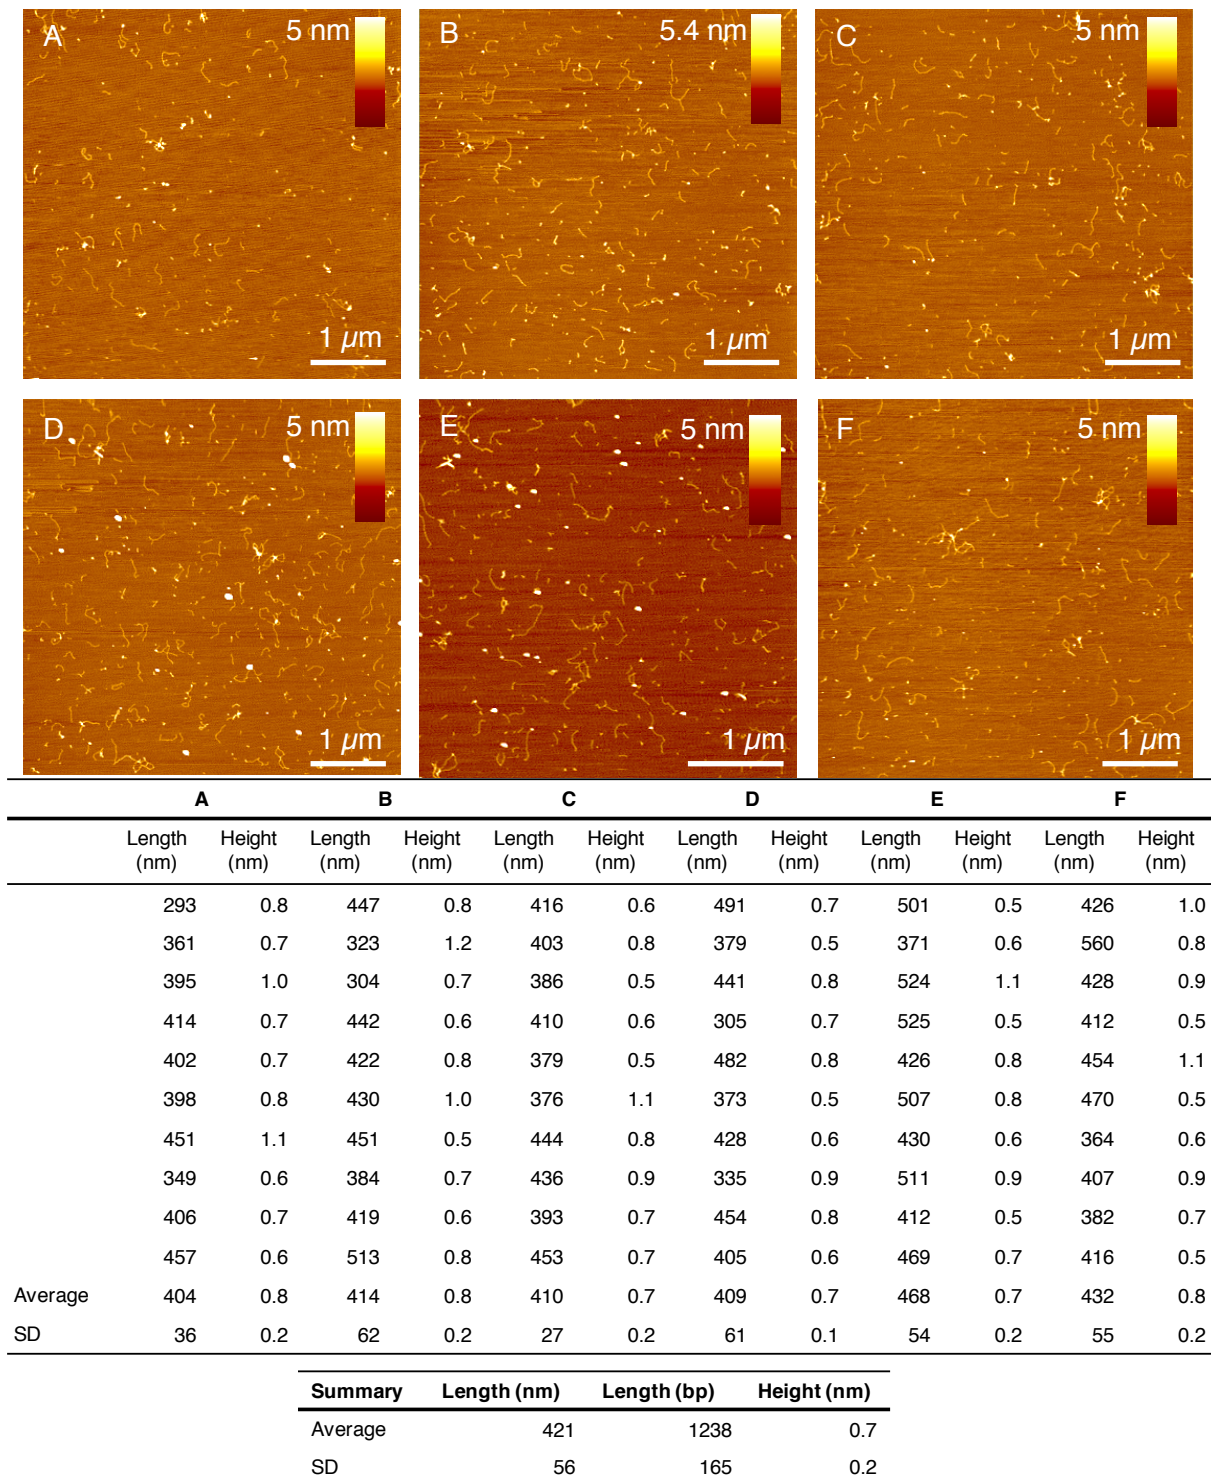 A 5 nm B 5.4 nm C 5 nm
1 µm 1 µm 1 µm
D 5 nm E 5 nm F 5 nm
1 µm 1 µm 1 µm
A B C D E F
Length (nm) Height (nm) Length (nm) Height (nm) Length (nm) Height (nm) Length (nm) Height (nm) Length (nm) Height (nm) Length (nm) Height (nm)
293 0.8 447 0.8 416 0.6 491 0.7 501 0.5 426 1.0
361 0.7 323 1.2 403 0.8 379 0.5 371 0.6 560 0.8
395 1.0 304 0.7 386 0.5 441 0.8 524 1.1 428 0.9
414 0.7 442 0.6 410 0.6 305 0.7 525 0.5 412 0.5
402 0.7 422 0.8 379 0.5 482 0.8 426 0.8 454 1.1
398 0.8 430 1.0 376 1.1 373 0.5 507 0.8 470 0.5
451 1.1 451 0.5 444 0.8 428 0.6 430 0.6 364 0.6
349 0.6 384 0.7 436 0.9 335 0.9 511 0.9 407 0.9
406 0.7 419 0.6 393 0.7 454 0.8 412 0.5 382 0.7
457 0.6 513 0.8 453 0.7 405 0.6 469 0.7 416 0.5
Average 404 0.8 414 0.8 410 0.7 409 0.7 468 0.7 432 0.8
SD 36 0.2 62 0.2 27 0.2 61 0.1 54 0.2 55 0.2
Summary Length (nm) Length (bp) Height (nm)
Average 421 1238 0.7
SD 56 165 0.2